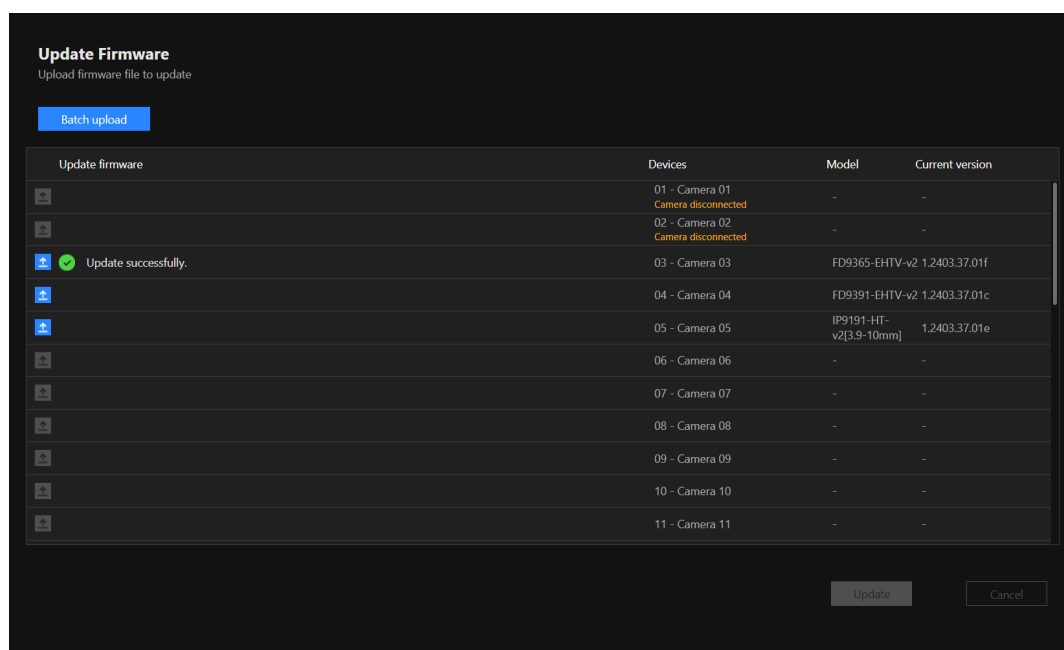 Update Firmware
Upload firmware file to update
Batch upload
Update firmware Devices Model Current version
01 - Camera 01 - -
Camera disconnected
02 - Camera 02 - -
Camera disconnected
Update successfully. 03 - Camera 03 FD9365-EHTV-v2 1.2403.37.01f
04 - Camera 04 FD9391-EHTV-v2 1.2403.37.01c
05 - Camera 05 IP9191-HT-
v2[3.9-10mm] 1.2403.37.01e
06 - Camera 06 - -
07 - Camera 07 - -
08 - Camera 08 - -
09 - Camera 09 - -
10 - Camera 10 - -
11 - Camera 11 - -
Update Cancel